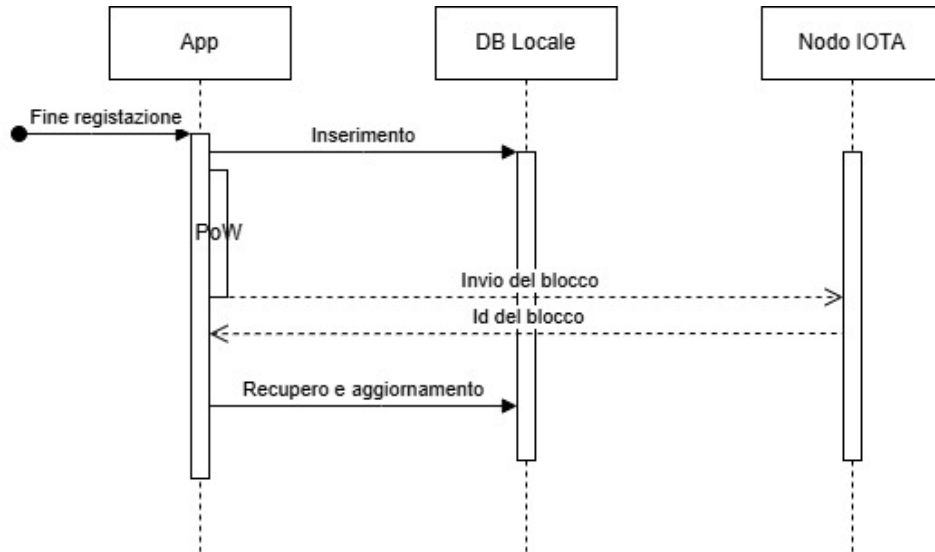 App
DB Locale
Nodo IOTA
Fine registazione
Inserimento
PoW
Invio del blocco
Id del blocco
Recupero e aggiornamento